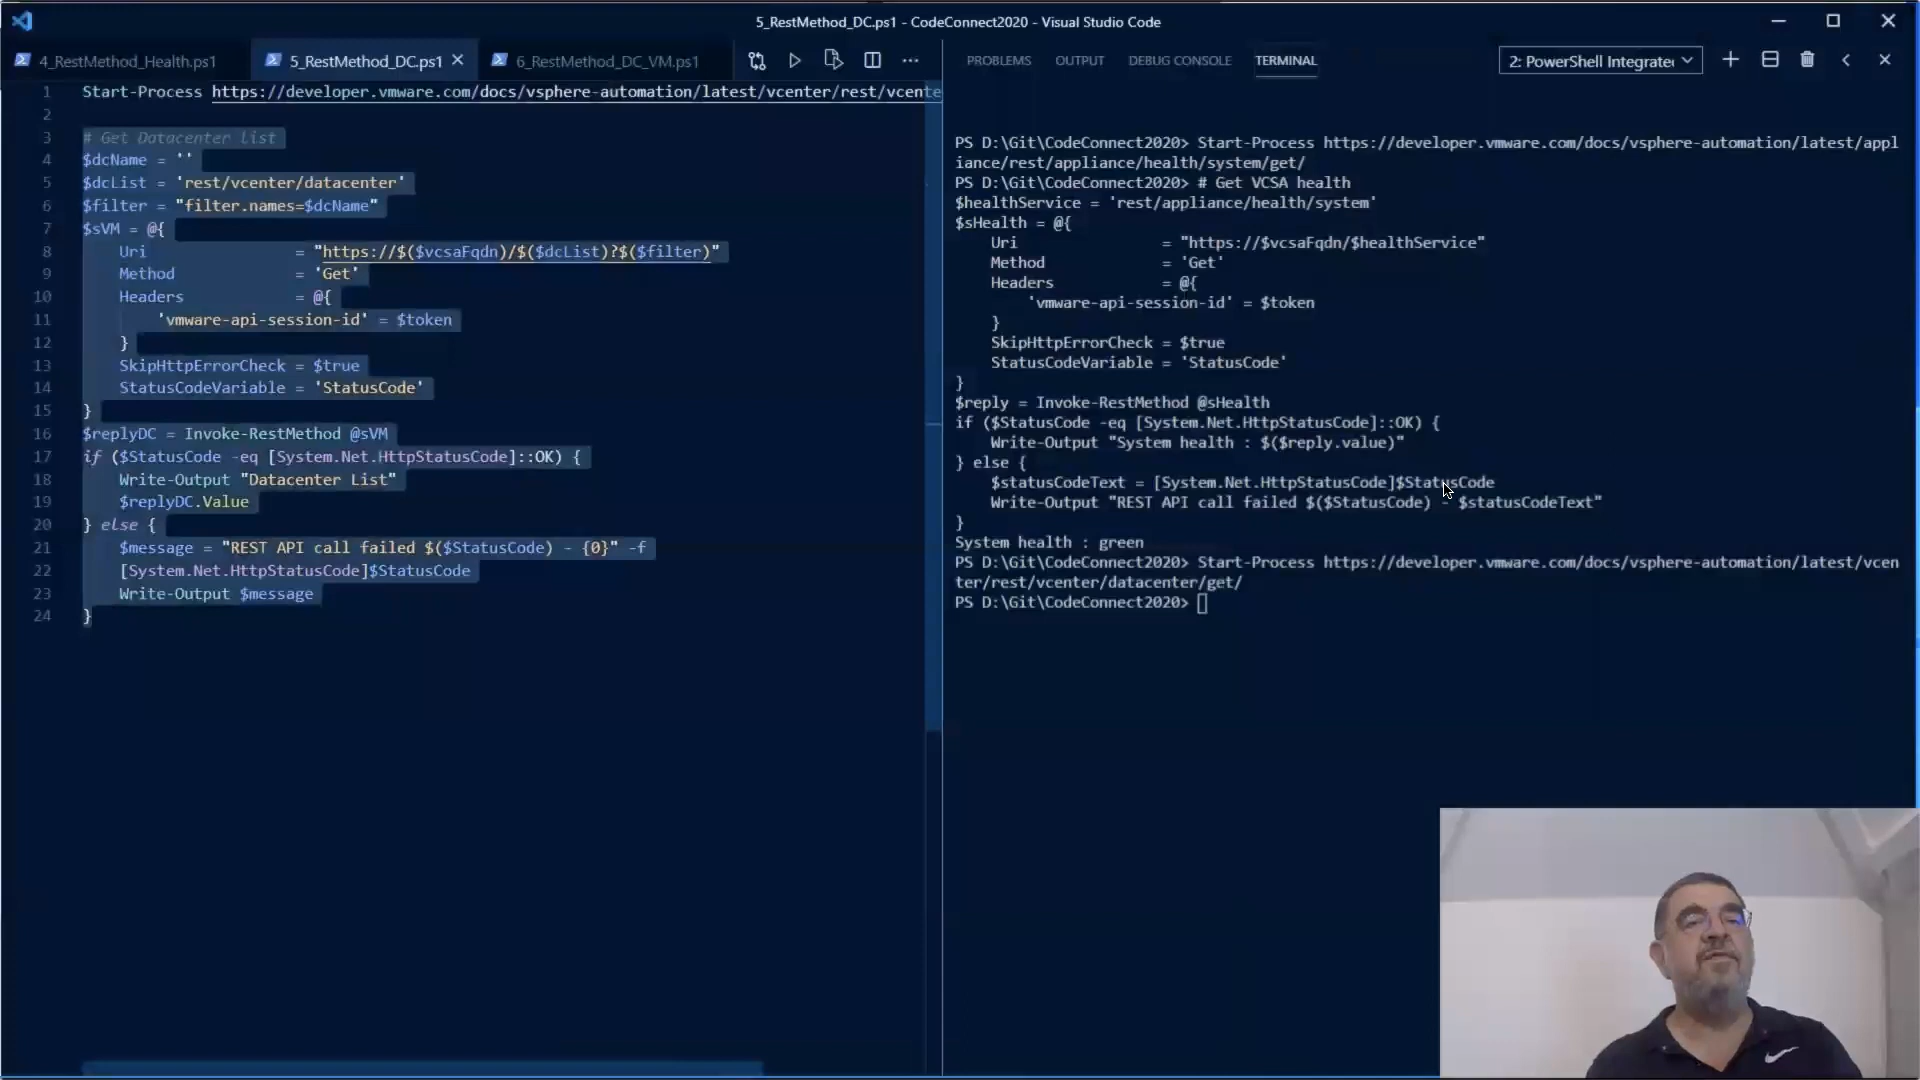 5_RestMethod_DC.ps1 - CodeConnect2020 - Visual Studio Code
4_RestMethod_Health.ps1
5_RestMethod_DC.ps1
6_RestMethod_DC_VM.ps1
1 Start-Process https://developer.vmware.com/docs/vsphere-automation/latest/vcenter/rest/vcente
2
3 # Get Datacenter list
4 $dcName = ''
5 $dcList = 'rest/vcenter/datacenter'
6 $filter = "filter.names=$dcName"
7 $sVM = @{
8 Uri = "https://$($vcsaFqdn)/$($dcList)?$($filter)"
9 Method = 'Get'
10 Headers = @{
11 'vmware-api-session-id' = $token
12 }
13 SkipHttpErrorCheck = $true
14 StatusCodeVariable = 'StatusCode'
15 }
16 $replyDC = Invoke-RestMethod @sVM
17 if ($StatusCode -eq [System.Net.HttpStatusCode]::OK) {
18 Write-Output "Datacenter List"
19 $replyDC.Value
20 } else {
21 $message = "REST API call failed $($StatusCode) - {0}" -f
22 [System.Net.HttpStatusCode]$StatusCode
23 Write-Output $message
24 }
PROBLEMS OUTPUT DEBUG CONSOLE TERMINAL
2: PowerShell Integrate
PS D:\Git\CodeConnect2020> Start-Process https://developer.vmware.com/docs/vsphere-automation/latest/appl
iance/rest/appliance/health/system/get/
PS D:\Git\CodeConnect2020> # Get VCSA health
$healthService = 'rest/appliance/health/system'
$sHealth = @{
Uri = "https://$vcsaFqdn/$healthService"
Method = 'Get'
Headers = @{
'vmware-api-session-id' = $token
}
SkipHttpErrorCheck = $true
StatusCodeVariable = 'StatusCode'
}
$reply = Invoke-RestMethod @sHealth
if ($StatusCode -eq [System.Net.HttpStatusCode]::OK) {
Write-Output "System health : $($reply.value)"
} else {
$statusCodeText = [System.Net.HttpStatusCode]$StatusCode
Write-Output "REST API call failed $($StatusCode) - $statusCodeText"
}
System health : green
PS D:\Git\CodeConnect2020> Start-Process https://developer.vmware.com/docs/vsphere-automation/latest/vcen
ter/rest/vcenter/datacenter/get/
PS D:\Git\CodeConnect2020>